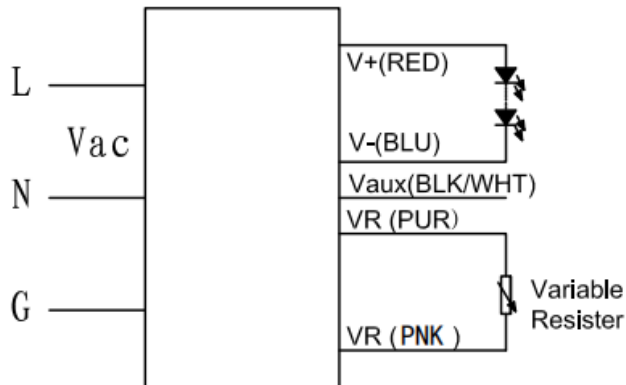 L
Vac
N
G
V+(RED)
V-(BLU)
Vaux(BLK/WHT)
VR (PUR)
VR (PNK )
Variable
Resister